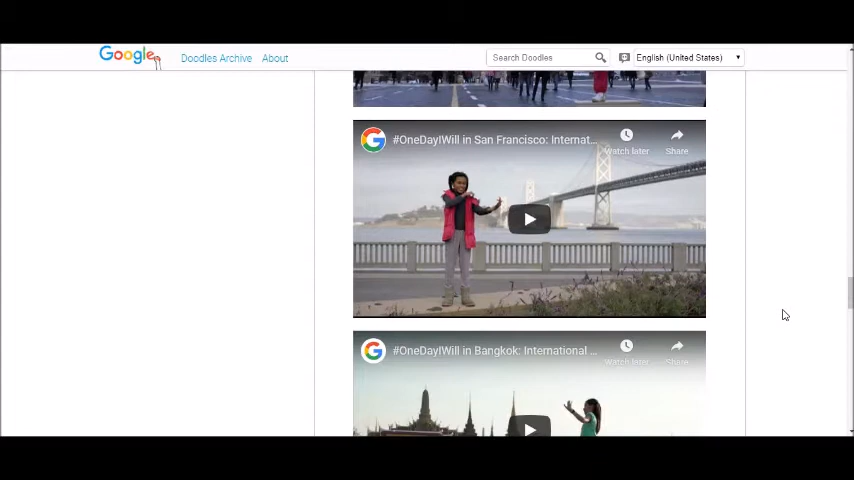 Google
Doodles Archive
About
Search Doodles
English (United States)
#OneDayIWill in San Francisco: Internat...
Watch later
Share
#OneDayIWill in Bangkok: International ...
Watch later
Share